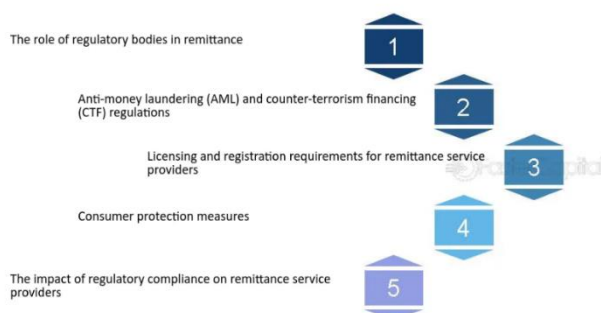 The role of regulatory bodies in remittance
1
Anti-money laundering (AML) and counter-terrorism financing
(CTF) regulations
2
Licensing and registration requirements for remittance service
providers
3
Consumer protection measures
4
The impact of regulatory compliance on remittance service
providers
5